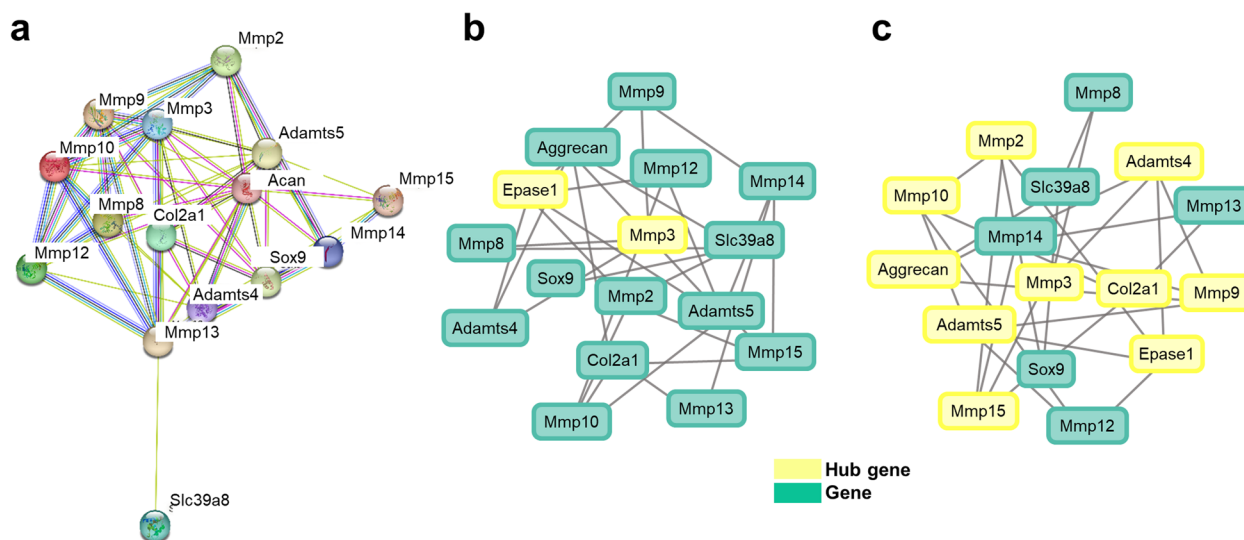 a
Mmp2
Mmp9
Mmp3
Adamts5
Mmp10
Acan
Mmp15
Mmp8
Col2a1
Mmp14
Mmp12
Sox9
Adamts4
Mmp13
Slc39a8
b
Mmp9
Aggrecan
Mmp12
Mmp14
Epase1
Mmp3
Mmp8
Slc39a8
Sox9
Mmp2
Adamts5
Adamts4
Mmp15
Col2a1
Mmp13
Mmp10
c
Mmp8
Mmp2
Adamts4
Slc39a8
Mmp10
Mmp13
Mmp14
Aggrecan
Mmp3
Col2a1
Mmp9
Adamts5
Epase1
Sox9
Mmp15
Mmp12
Hub gene
Gene